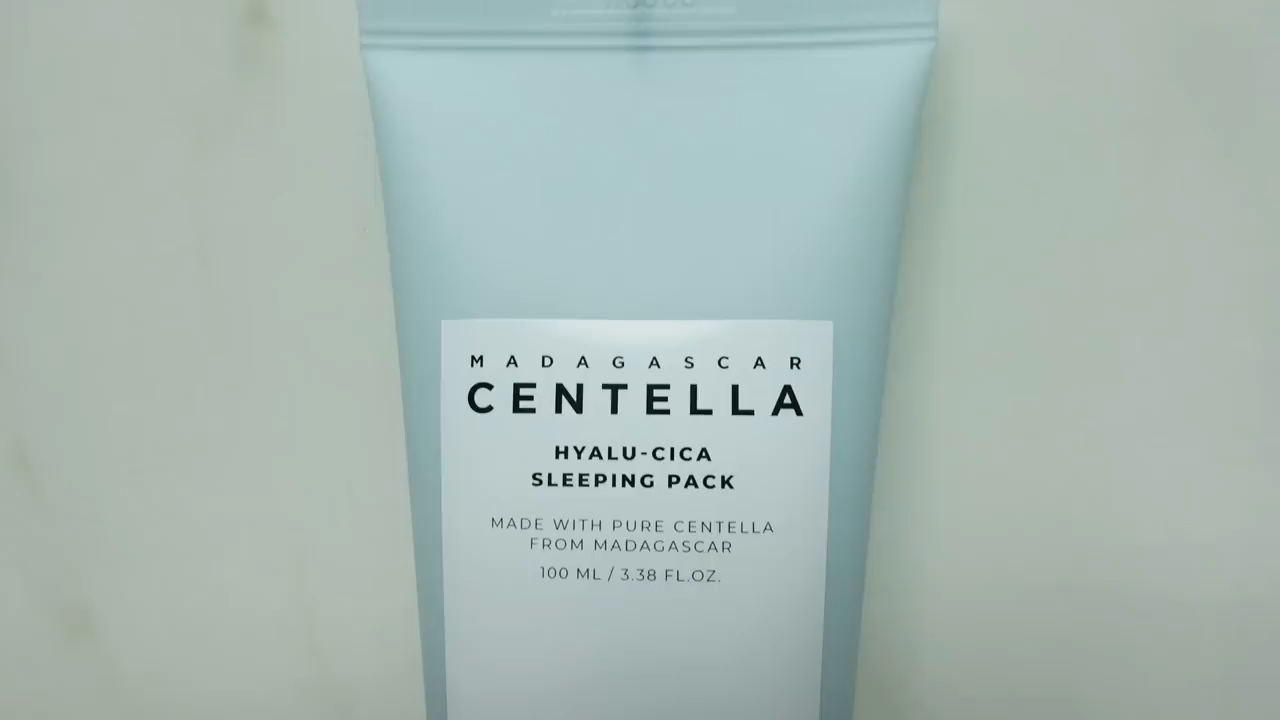 MADAGASCAR
CENTELLA
HYALU-CICA
SLEEPING PACK
MADE WITH PURE CENTELLA
FROM MADAGASCAR
100 ML / 3.38 FL.OZ.